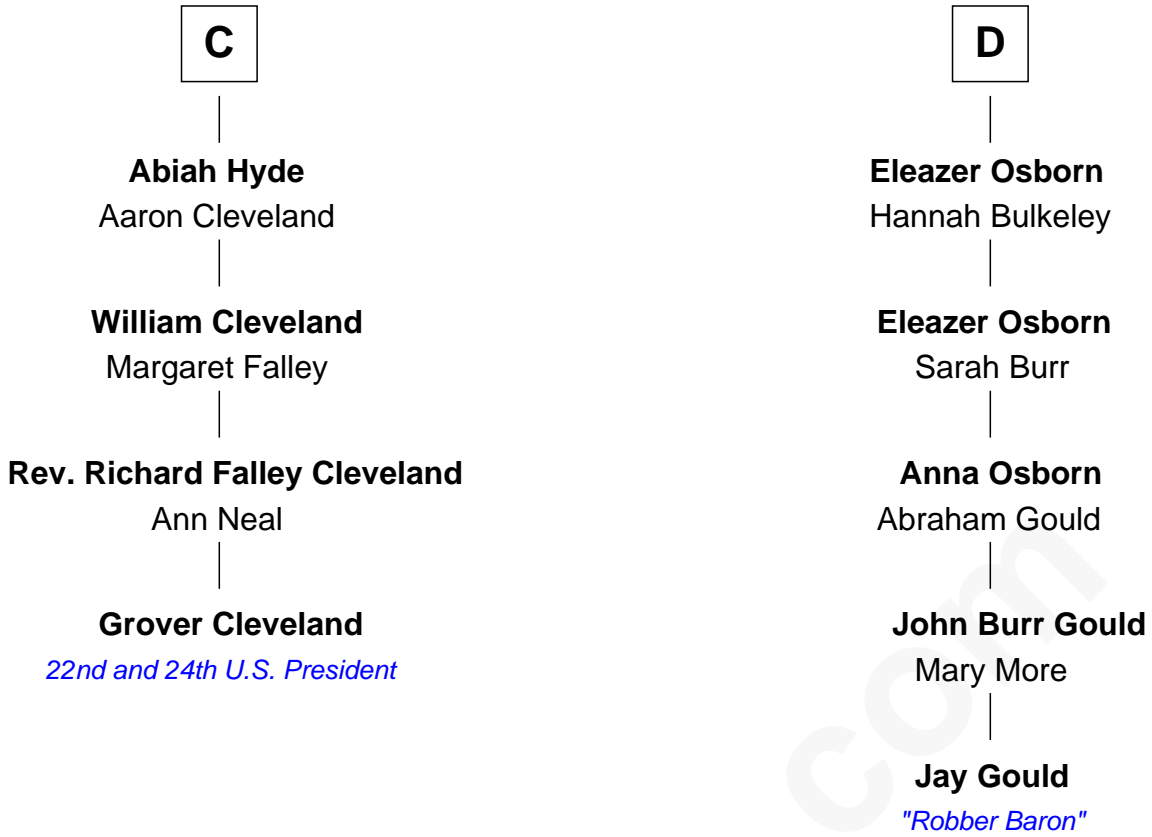 C
Abiah Hyde
Aaron Cleveland
William Cleveland
Margaret Falley
Rev. Richard Falley Cleveland
Ann Neal
Grover Cleveland
22nd and 24th U.S. President
D
Eleazer Osborn
Hannah Bulkeley
Eleazer Osborn
Sarah Burr
Anna Osborn
Abraham Gould
John Burr Gould
Mary More
Jay Gould
"Robber Baron"
com